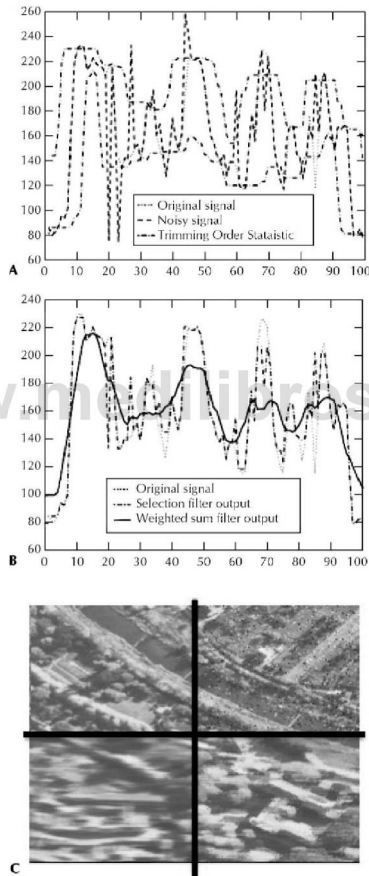 260
240
220
200
180
160
140
120
100
80
60
Original signal
Noisy signal
Trimming Order Stataistic
A
0 10 20 30 40 50 60 70 80 90 100
240
220
200
180
160
140
120
100
80
60
w.medilibros
Original signal
Selection filter output
Weighted sum filter output
B
0 10 20 30 40 50 60 70 80 90 100
C